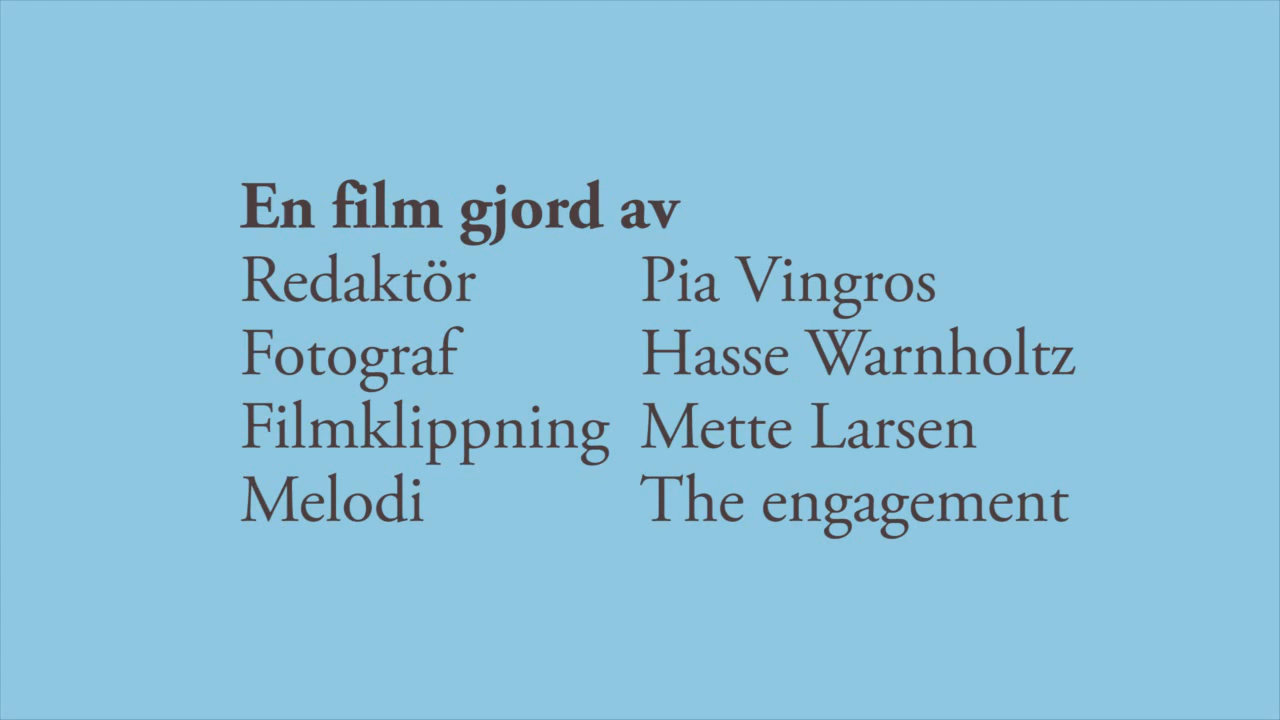 En film gjord av
Redaktör Pia Vingros
Fotograf Hasse Warnholtz
Filmklippning Mette Larsen
Melodi The engagement